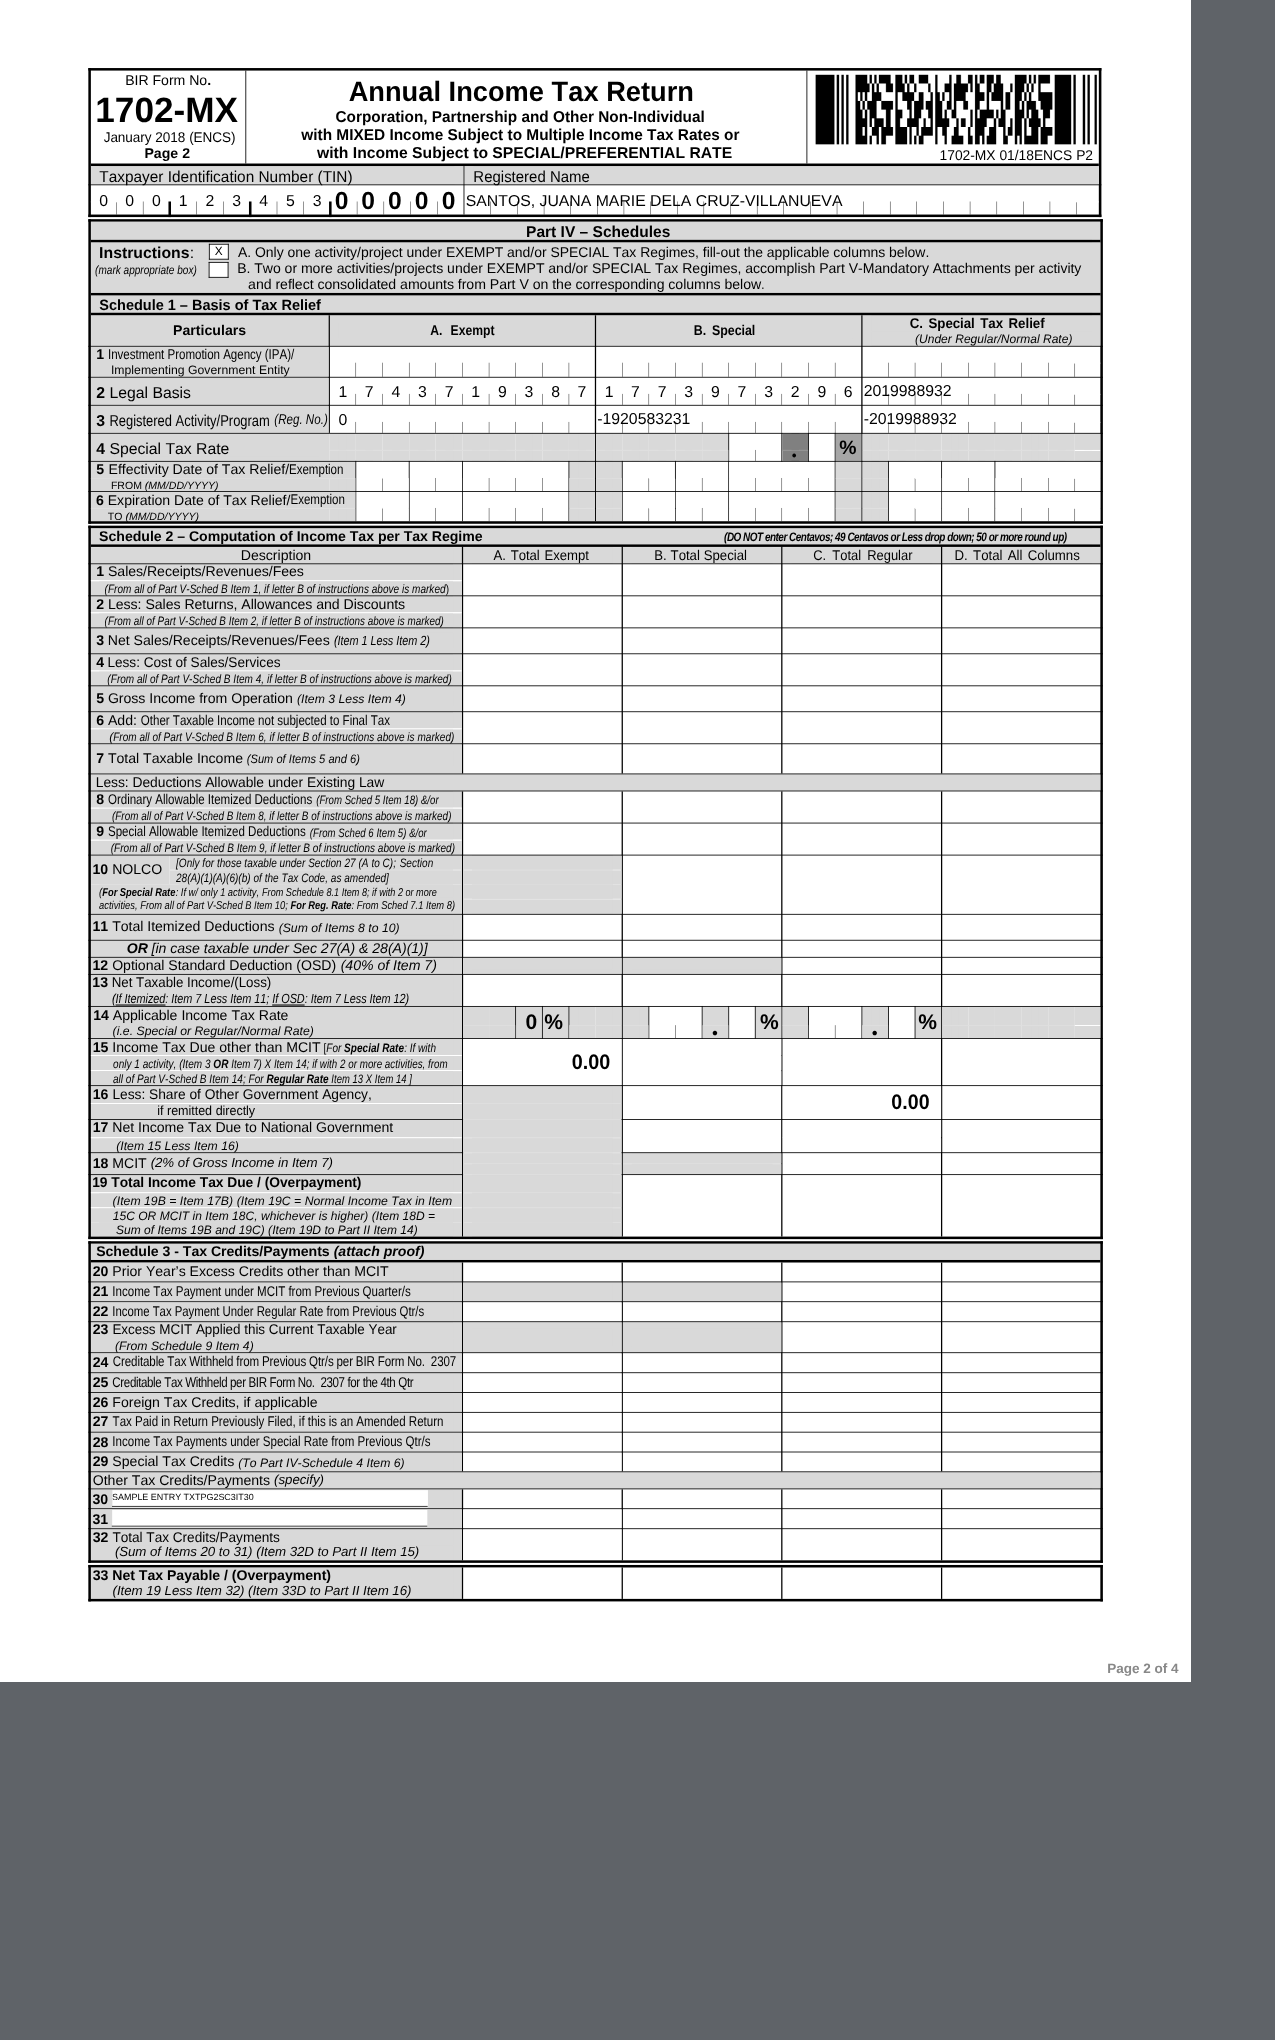 BIR Form No.
1702-MX
January 2018 (ENCS)
Page 2
Annual Income Tax Return
Corporation, Partnership and Other Non-Individual
with MIXED Income Subject to Multiple Income Tax Rates or
with Income Subject to SPECIAL/PREFERENTIAL RATE
1702-MX 01/18ENCS P2
Taxpayer Identification Number (TIN) Registered Name
0 0 0 1 2 3 4 5 3 0 0 0 0 0 SANTOS, JUANA MARIE DELA CRUZ-VILLANUEVA
Part IV – Schedules
Instructions: X A. Only one activity/project under EXEMPT and/or SPECIAL Tax Regimes, fill-out the applicable columns below.
(mark appropriate box) B. Two or more activities/projects under EXEMPT and/or SPECIAL Tax Regimes, accomplish Part V-Mandatory Attachments per activity
and reflect consolidated amounts from Part V on the corresponding columns below.
Schedule 1 – Basis of Tax Relief
Particulars A. Exempt B. Special C. Special Tax Relief
(Under Regular/Normal Rate)
1 Investment Promotion Agency (IPA)/
Implementing Government Entity
2 Legal Basis 1 7 4 3 7 1 9 3 8 7 1 7 7 3 9 7 3 2 9 6 2019988932
3 Registered Activity/Program (Reg. No.) 0 -1920583231 -2019988932
4 Special Tax Rate . %
5 Effectivity Date of Tax Relief/Exemption
FROM (MM/DD/YYYY)
6 Expiration Date of Tax Relief/Exemption
TO (MM/DD/YYYY)
Schedule 2 – Computation of Income Tax per Tax Regime (DO NOT enter Centavos; 49 Centavos or Less drop down; 50 or more round up)
Description A. Total Exempt B. Total Special C. Total Regular D. Total All Columns
1 Sales/Receipts/Revenues/Fees
(From all of Part V-Sched B Item 1, if letter B of instructions above is marked)
2 Less: Sales Returns, Allowances and Discounts
(From all of Part V-Sched B Item 2, if letter B of instructions above is marked)
3 Net Sales/Receipts/Revenues/Fees (Item 1 Less Item 2)
4 Less: Cost of Sales/Services
(From all of Part V-Sched B Item 4, if letter B of instructions above is marked)
5 Gross Income from Operation (Item 3 Less Item 4)
6 Add: Other Taxable Income not subjected to Final Tax
(From all of Part V-Sched B Item 6, if letter B of instructions above is marked)
7 Total Taxable Income (Sum of Items 5 and 6)
Less: Deductions Allowable under Existing Law
8 Ordinary Allowable Itemized Deductions (From Sched 5 Item 18) &/or
(From all of Part V-Sched B Item 8, if letter B of instructions above is marked)
9 Special Allowable Itemized Deductions (From Sched 6 Item 5) &/or
(From all of Part V-Sched B Item 9, if letter B of instructions above is marked)
10 NOLCO [Only for those taxable under Section 27 (A to C); Section
28(A)(1)(A)(6)(b) of the Tax Code, as amended]
(For Special Rate: If w/ only 1 activity, From Schedule 8.1 Item 8; if with 2 or more
activities, From all of Part V-Sched B Item 10; For Reg. Rate: From Sched 7.1 Item 8)
11 Total Itemized Deductions (Sum of Items 8 to 10)
OR [in case taxable under Sec 27(A) & 28(A)(1)]
12 Optional Standard Deduction (OSD) (40% of Item 7)
13 Net Taxable Income/(Loss)
(If Itemized: Item 7 Less Item 11; If OSD: Item 7 Less Item 12)
14 Applicable Income Tax Rate 0 % . % . %
(i.e. Special or Regular/Normal Rate)
15 Income Tax Due other than MCIT [For Special Rate: If with
only 1 activity, (Item 3 OR Item 7) X Item 14; if with 2 or more activities, from 0.00
all of Part V-Sched B Item 14; For Regular Rate Item 13 X Item 14 ]
16 Less: Share of Other Government Agency, 0.00
if remitted directly
17 Net Income Tax Due to National Government
(Item 15 Less Item 16)
18 MCIT (2% of Gross Income in Item 7)
19 Total Income Tax Due / (Overpayment)
(Item 19B = Item 17B) (Item 19C = Normal Income Tax in Item
15C OR MCIT in Item 18C, whichever is higher) (Item 18D =
Sum of Items 19B and 19C) (Item 19D to Part II Item 14)
Schedule 3 - Tax Credits/Payments (attach proof)
20 Prior Year's Excess Credits other than MCIT
21 Income Tax Payment under MCIT from Previous Quarter/s
22 Income Tax Payment Under Regular Rate from Previous Qtr/s
23 Excess MCIT Applied this Current Taxable Year
(From Schedule 9 Item 4)
24 Creditable Tax Withheld from Previous Qtr/s per BIR Form No. 2307
25 Creditable Tax Withheld per BIR Form No. 2307 for the 4th Qtr
26 Foreign Tax Credits, if applicable
27 Tax Paid in Return Previously Filed, if this is an Amended Return
28 Income Tax Payments under Special Rate from Previous Qtr/s
29 Special Tax Credits (To Part IV-Schedule 4 Item 6)
Other Tax Credits/Payments (specify)
30 SAMPLE ENTRY TXTPG2SC3IT30
31
32 Total Tax Credits/Payments
(Sum of Items 20 to 31) (Item 32D to Part II Item 15)
33 Net Tax Payable / (Overpayment)
(Item 19 Less Item 32) (Item 33D to Part II Item 16)
Page 2 of 4